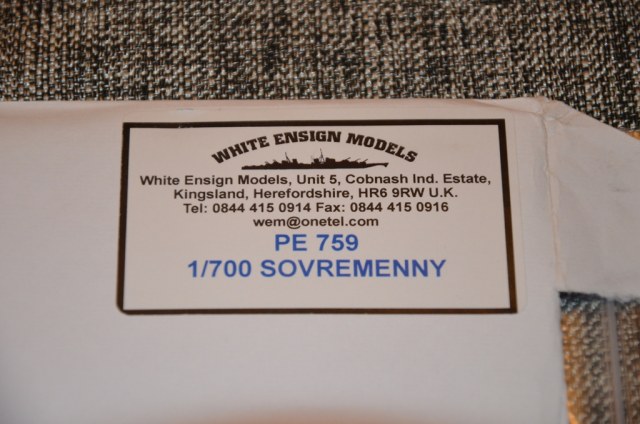 WHITE ENSIGN MODELS
White Ensign Models, Unit 5, Cobnash Ind. Estate,
Kingsland, Herefordshire, HR6 9RW U.K.
Tel: 0844 415 0914 Fax: 0844 415 0916
wem@onetel.com
PE 759
1/700 SOVREMENNY